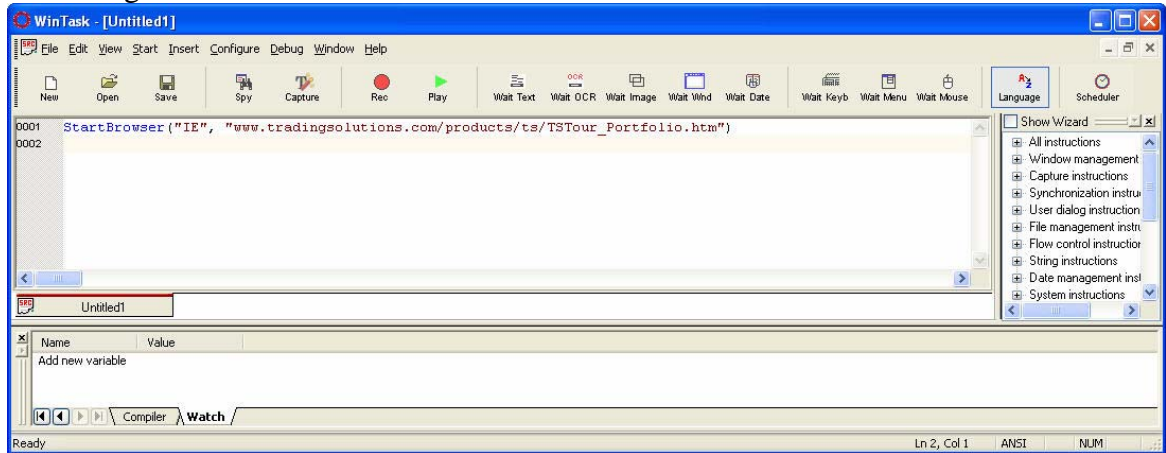 WinTask - [Untitled1]
File Edit View Start Insert Configure Debug Window Help
New Open Save Spy Capture Rec Play Wait Text Wait OCR Wait Image Wait Wnd Wait Date Wait Keyb Wait Menu Wait Mouse Language Scheduler
0001 StartBrowser("IE", "www.tradingsolutions.com/products/ts/TSTour_Portfolio.htm")
0002
Show Wizard
All instructions
Window management
Capture instructions
Synchronization instru
User dialog instruction
File management instru
Flow control instruction
String instructions
Date management inst
System instructions
Untitled1
Name Value
Add new variable
Compiler Watch
Ready Ln 2, Col 1 ANSI NUM